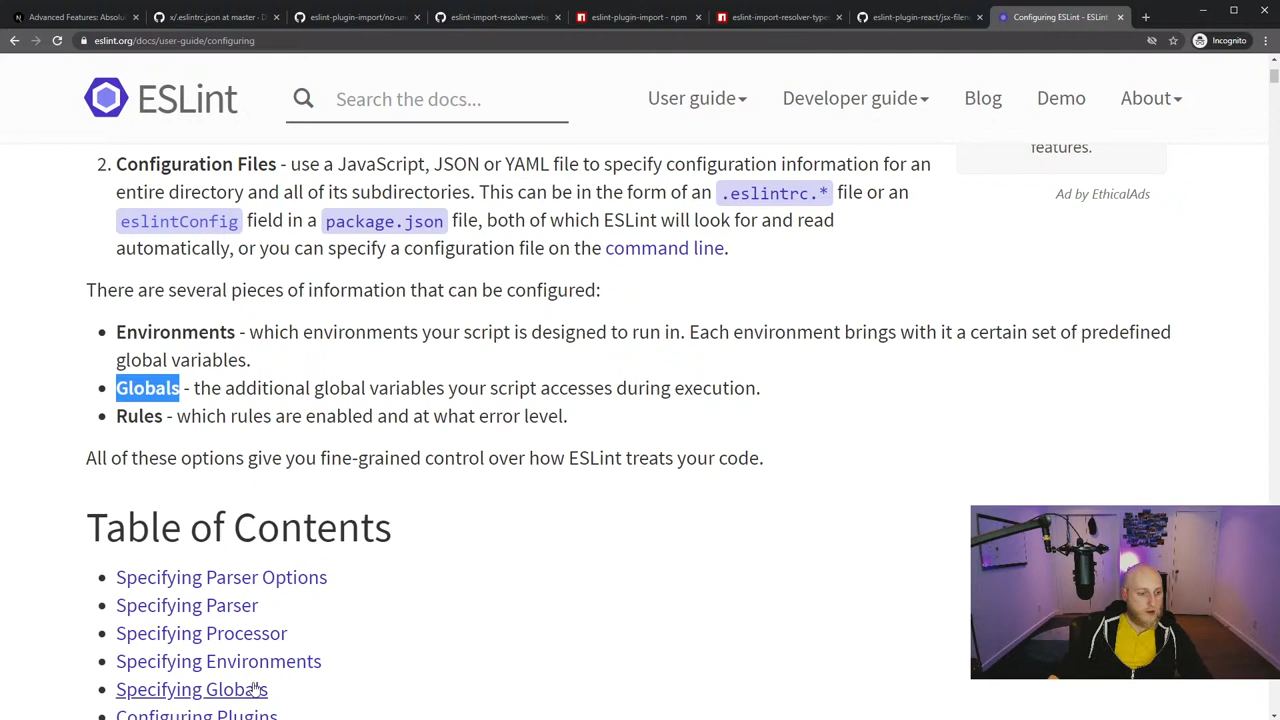 Advanced Features: Absolu
x/.eslintrc.json at master · D
eslint-plugin-import/no-un
eslint-import-resolver-web
eslint-plugin-import - npm
eslint-import-resolver-type
eslint-plugin-react/jsx-filen
Configuring ESLint - ESLin
eslint.org/docs/user-guide/configuring
Incognito
ESLint
Search the docs...
User guide
Developer guide
Blog
Demo
About
features.
Ad by EthicalAds
2. Configuration Files - use a JavaScript, JSON or YAML file to specify configuration information for an
entire directory and all of its subdirectories. This can be in the form of an .eslintrc.* file or an
eslintConfig field in a package.json file, both of which ESLint will look for and read
automatically, or you can specify a configuration file on the command line.
There are several pieces of information that can be configured:
• Environments - which environments your script is designed to run in. Each environment brings with it a certain set of predefined
global variables.
• Globals - the additional global variables your script accesses during execution.
• Rules - which rules are enabled and at what error level.
All of these options give you fine-grained control over how ESLint treats your code.
Table of Contents
• Specifying Parser Options
• Specifying Parser
• Specifying Processor
• Specifying Environments
• Specifying Globals
Configuring Plugins